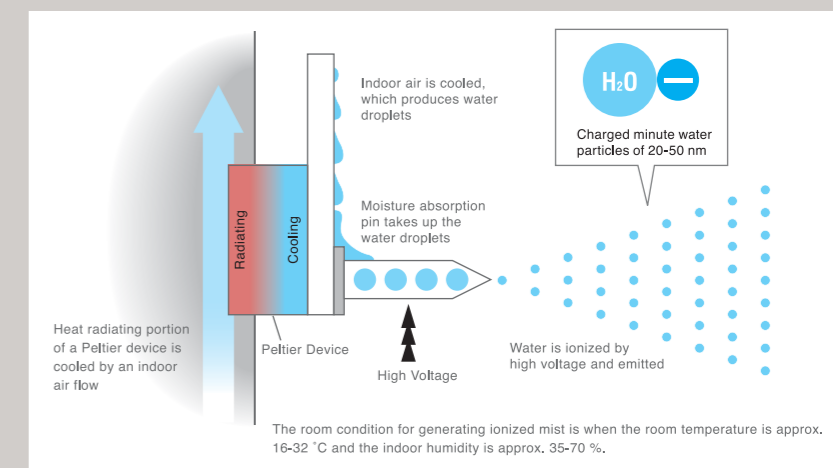 H₂O
Charged minute water
particles of 20-50 nm
Indoor air is cooled,
which produces water
droplets
Moisture absorption
pin takes up the
water droplets
Radiating
Cooling
Heat radiating portion
of a Peltier device is
cooled by an indoor
air flow
Peltier Device
High Voltage
Water is ionized by
high voltage and emitted
The room condition for generating ionized mist is when the room temperature is approx.
16-32 ˚C and the indoor humidity is approx. 35-70 %.